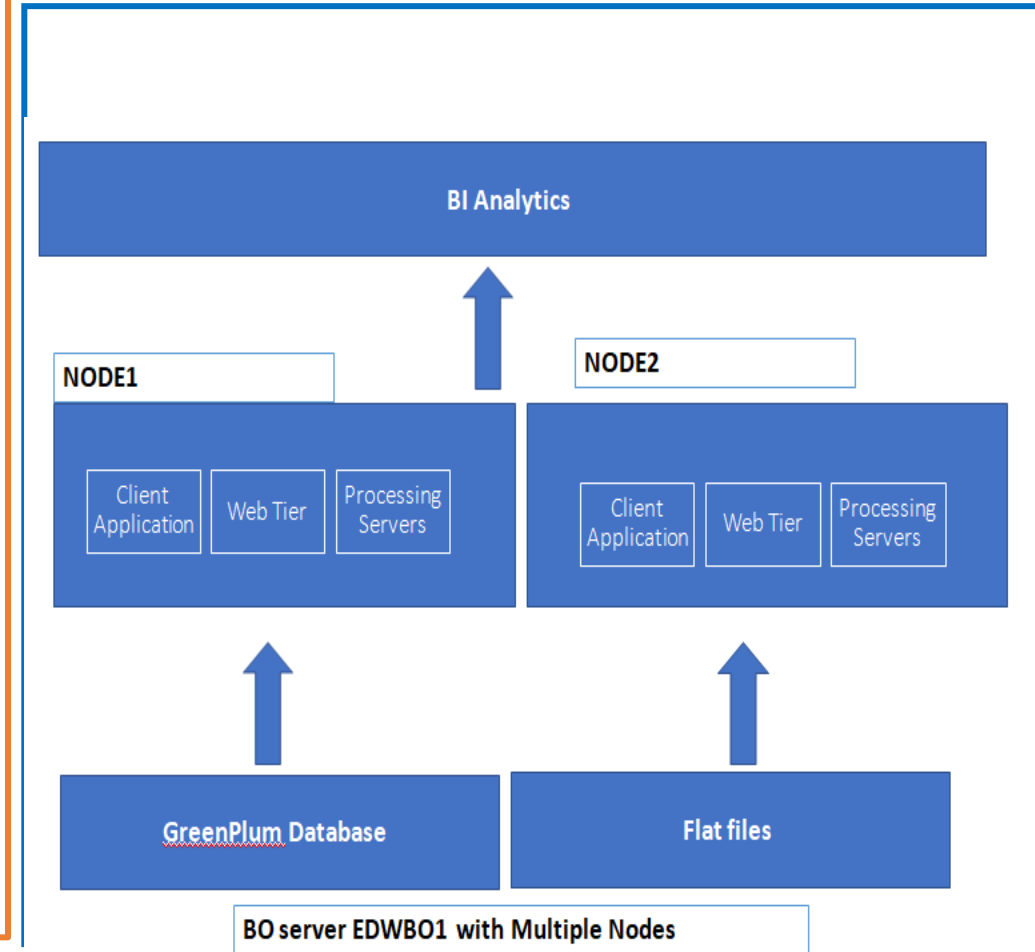 BI Analytics
NODE1
NODE2
Client
Application
Web Tier
Processing
Servers
Client
Application
Web Tier
Processing
Servers
GreenPlum Database
Flat files
BO server EDWBO1 with Multiple Nodes